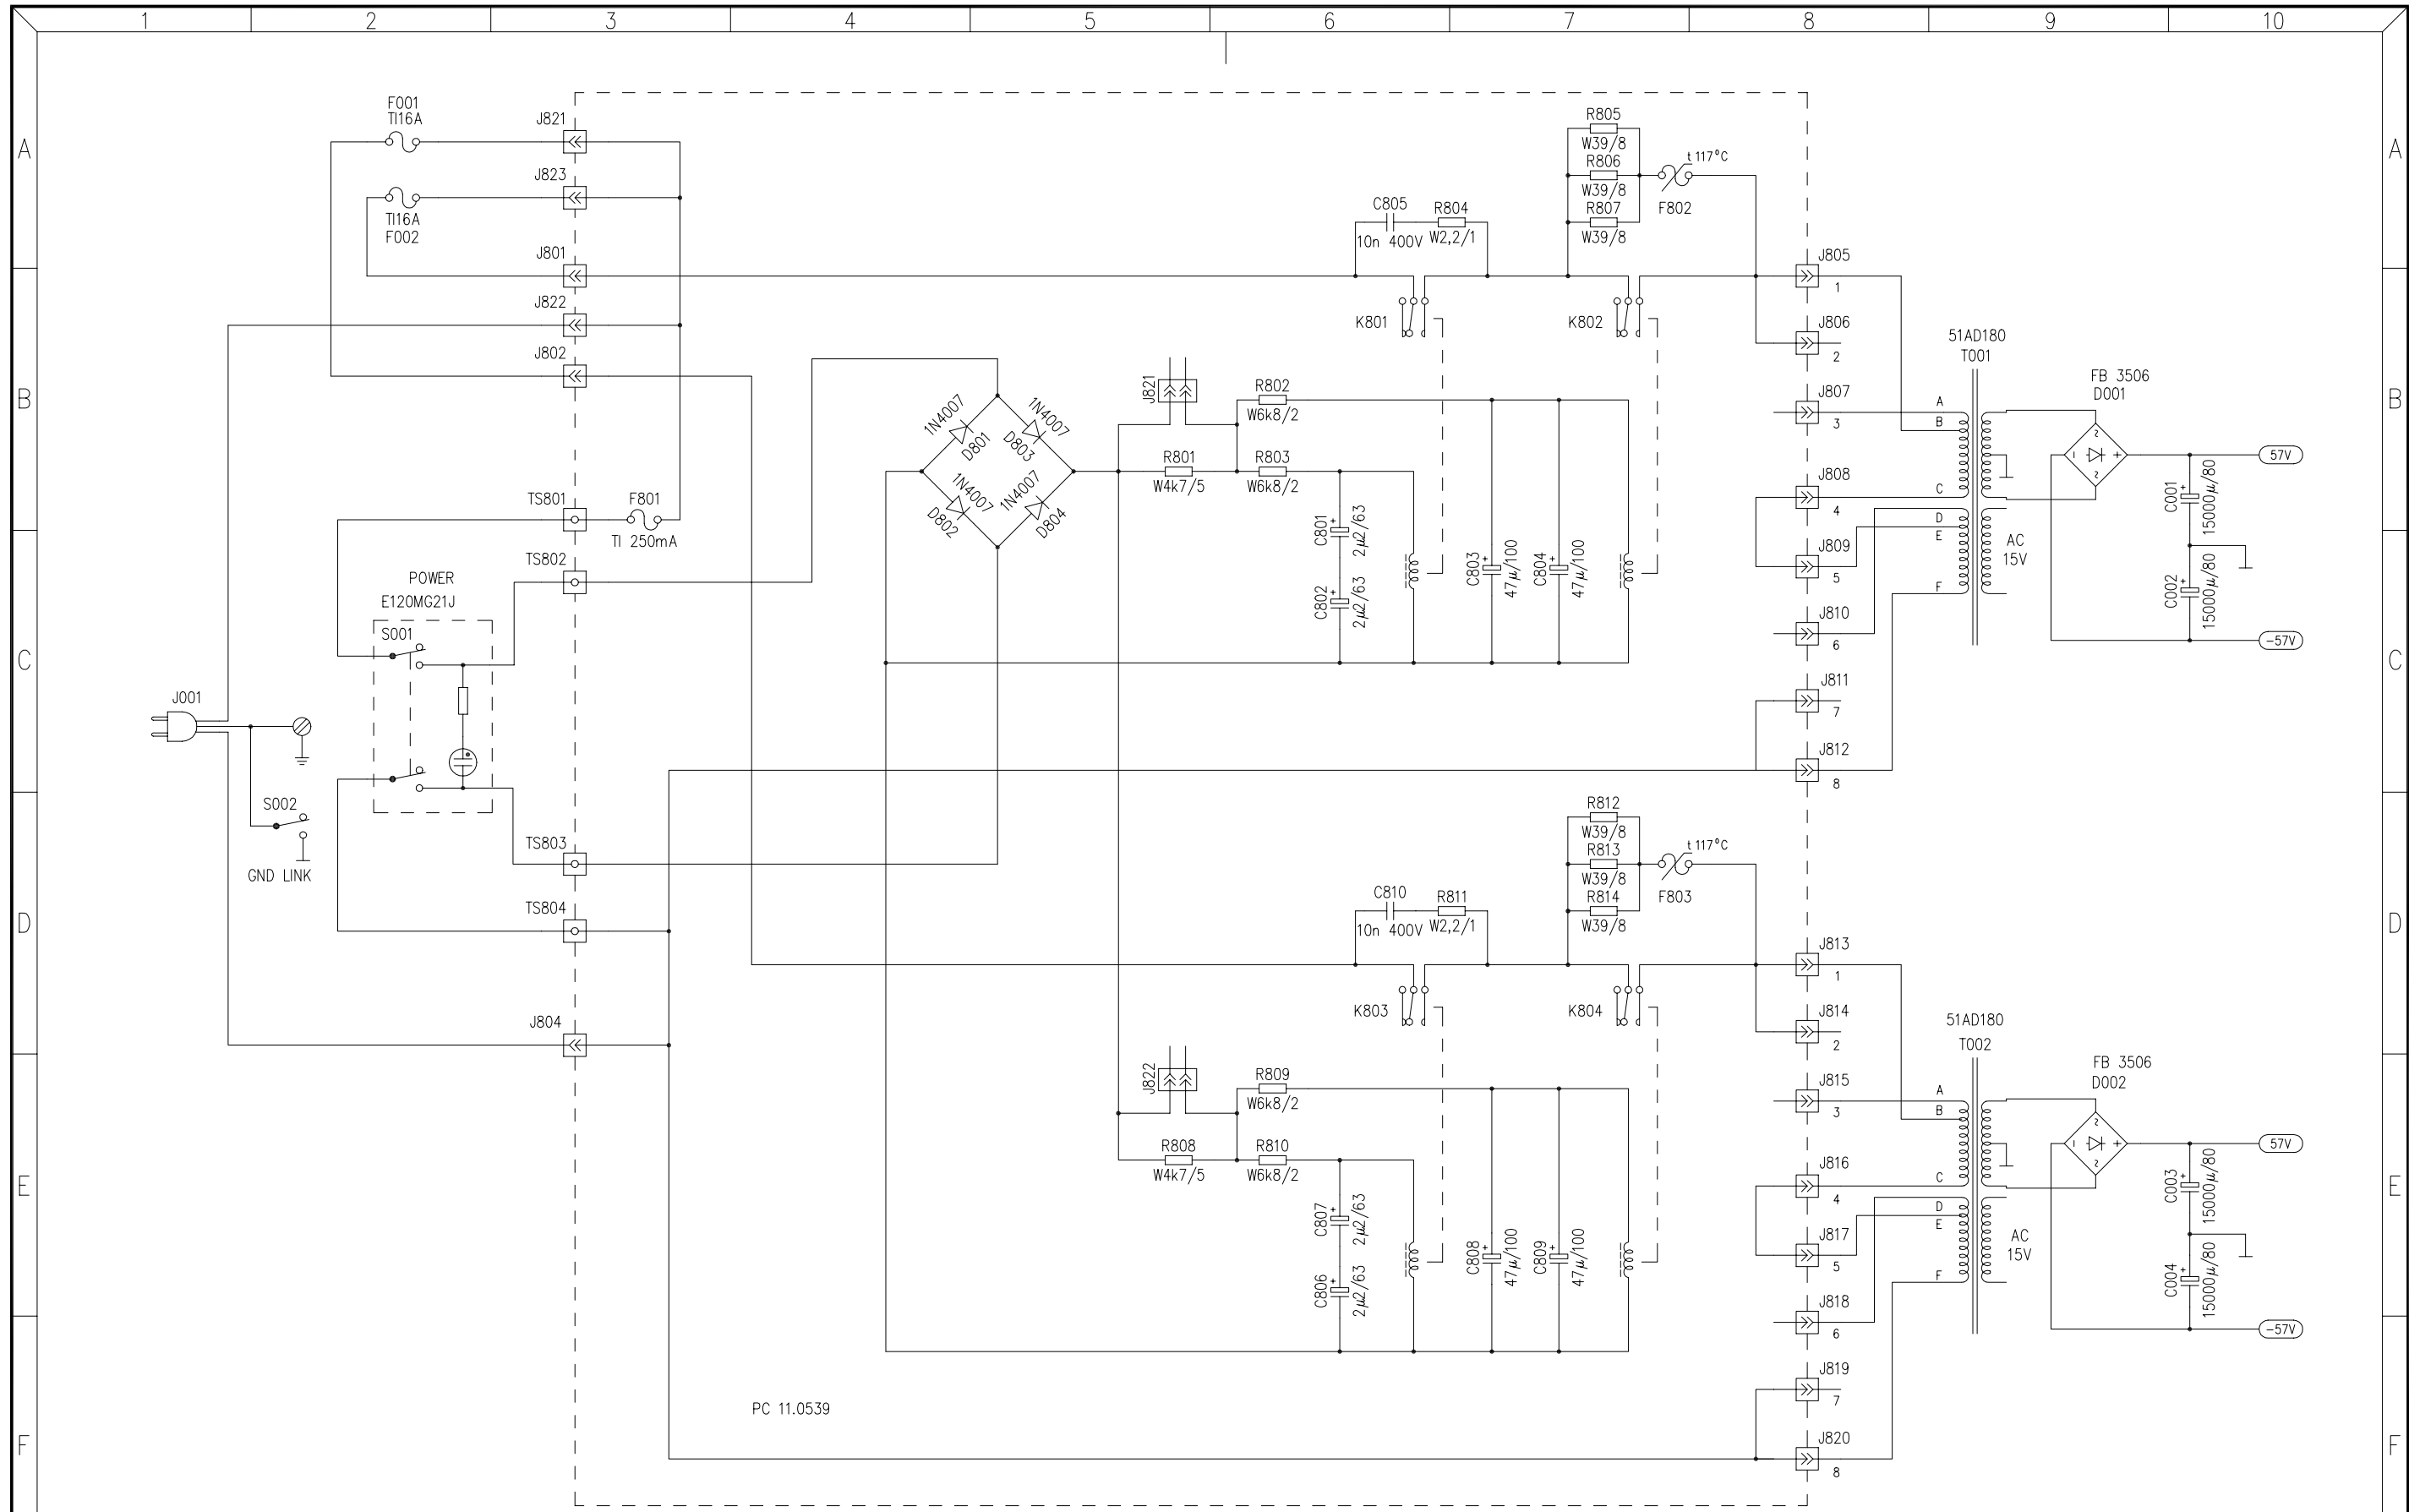 1 2 3 4 5 6 7 8 9 10
A
A
F001
TI16A
J821
J823
TI16A
F002
J801
J822
J802
R805
W39/8
R806
W39/8
R807
W39/8
t 117°C
F802
C805
10n 400V
R804
W2,2/1
K801
K802
J805
1
J806
2
J807
3
J808
4
J809
5
J810
6
J811
7
J812
8
B
B
51AD180
T001
A
B
C
D
E
F
AC
15V
FB 3506
D001
~
~
+
57V
C001
+
15000µ/80
C002
+
15000µ/80
-57V
1N4007
D801
1N4007
D803
1N4007
D802
1N4007
D804
J821
R802
W6k8/2
R801
W4k7/5
R803
W6k8/2
C801
+
2µ2/63
C802
+
2µ2/63
C803
+
47µ/100
C804
+
47µ/100
TS801
F801
TI 250mA
TS802
POWER
E120MG21J
S001
C
C
J001
S002
GND LINK
TS803
TS804
J804
D
D
R812
W39/8
R813
W39/8
R814
W39/8
t 117°C
F803
C810
10n 400V
R811
W2,2/1
K803
K804
J813
1
J814
2
J815
3
J816
4
J817
5
J818
6
J819
7
J820
8
51AD180
T002
A
B
C
D
E
F
AC
15V
FB 3506
D002
~
~
+
57V
C003
+
15000µ/80
C004
+
15000µ/80
-57V
E
E
J822
R809
W6k8/2
R808
W4k7/5
R810
W6k8/2
C807
+
2µ2/63
C806
+
2µ2/63
C808
+
47µ/100
C809
+
47µ/100
PC 11.0539
F
F